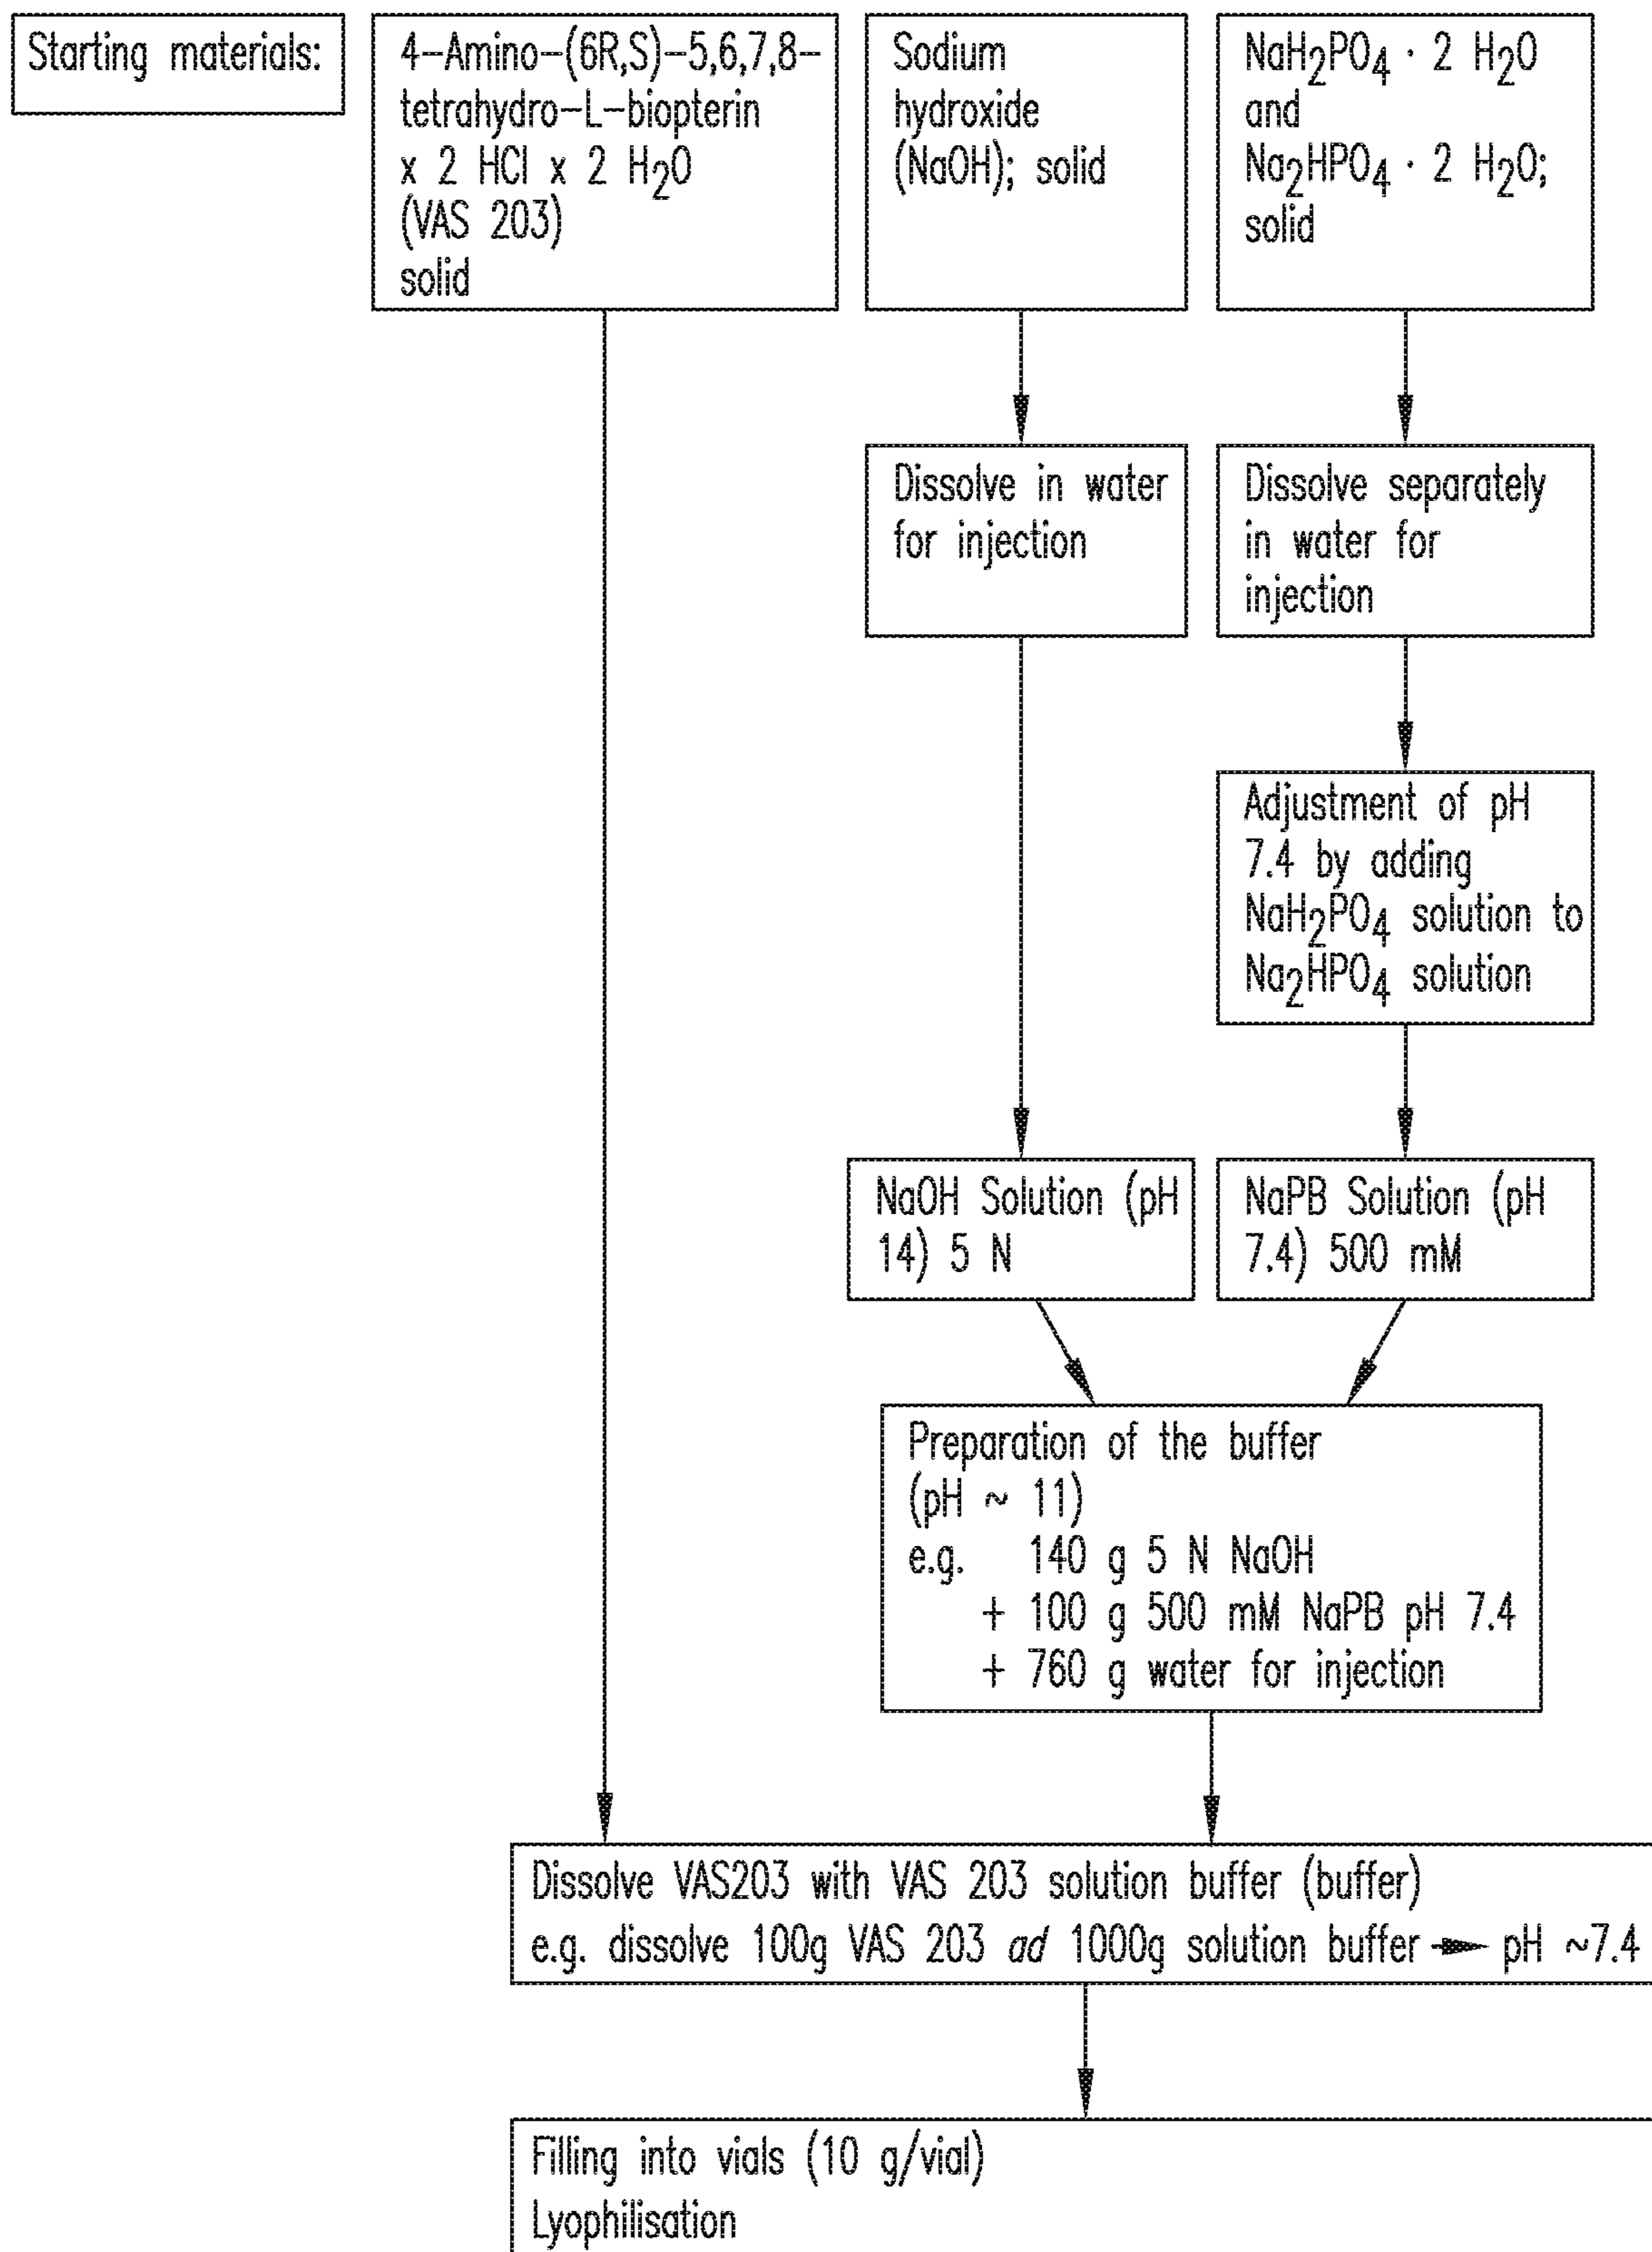 Starting materials:
4-Amino-(6R,S)-5,6,7,8-
tetrahydro-L-biopterin
x 2 HCl x 2 H₂O
(VAS 203)
solid
Sodium
hydroxide
(NaOH); solid
NaH₂PO₄ · 2 H₂O
and
Na₂HPO₄ · 2 H₂O;
solid
Dissolve in water
for injection
Dissolve separately
in water for
injection
Adjustment of pH
7.4 by adding
NaH₂PO₄ solution to
Na₂HPO₄ solution
NaOH Solution (pH
14) 5 N
NaPB Solution (pH
7.4) 500 mM
Preparation of the buffer
(pH ~ 11)
e.g. 140 g 5 N NaOH
+ 100 g 500 mM NaPB pH 7.4
+ 760 g water for injection
Dissolve VAS203 with VAS 203 solution buffer (buffer)
e.g. dissolve 100g VAS 203 ad 1000g solution buffer → pH ~7.4
Filling into vials (10 g/vial)
Lyophilisation